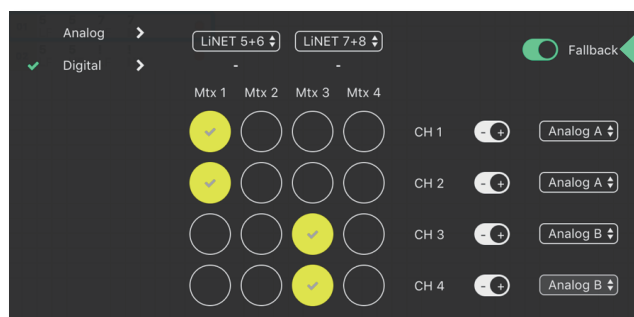 Analog
LiNET 5+6 LiNET 7+8
Fallback
Digital
- -
Mtx 1 Mtx 2 Mtx 3 Mtx 4
CH 1 - + Analog A
CH 2 - + Analog A
CH 3 - + Analog B
CH 4 - + Analog B